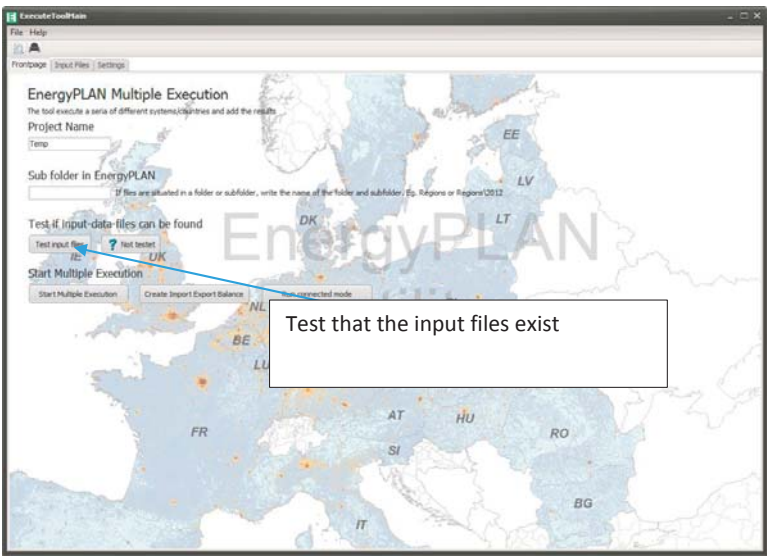 ExecuteToolMain
File Help
Frontpage Input Files Settings
EnergyPLAN Multiple Execution
The tool execute a seria of different systems/countries and add the results
Project Name
Temp
Sub folder in EnergyPLAN
If files are situated in a folder or subfolder, write the name of the folder and subfolder. Eg. Regions or Regions\2012
Test if input-data-files can be found
Test input files ? Not testet
Start Multiple Execution
Start Multiple Execution Create Import Export Balance Run connected mode
Test that the input files exist
EnergyPLAN
EE
LV
LT
DK
IE
UK
NL
BE
LU
AT
HU
FR
SI
RO
BG
IT